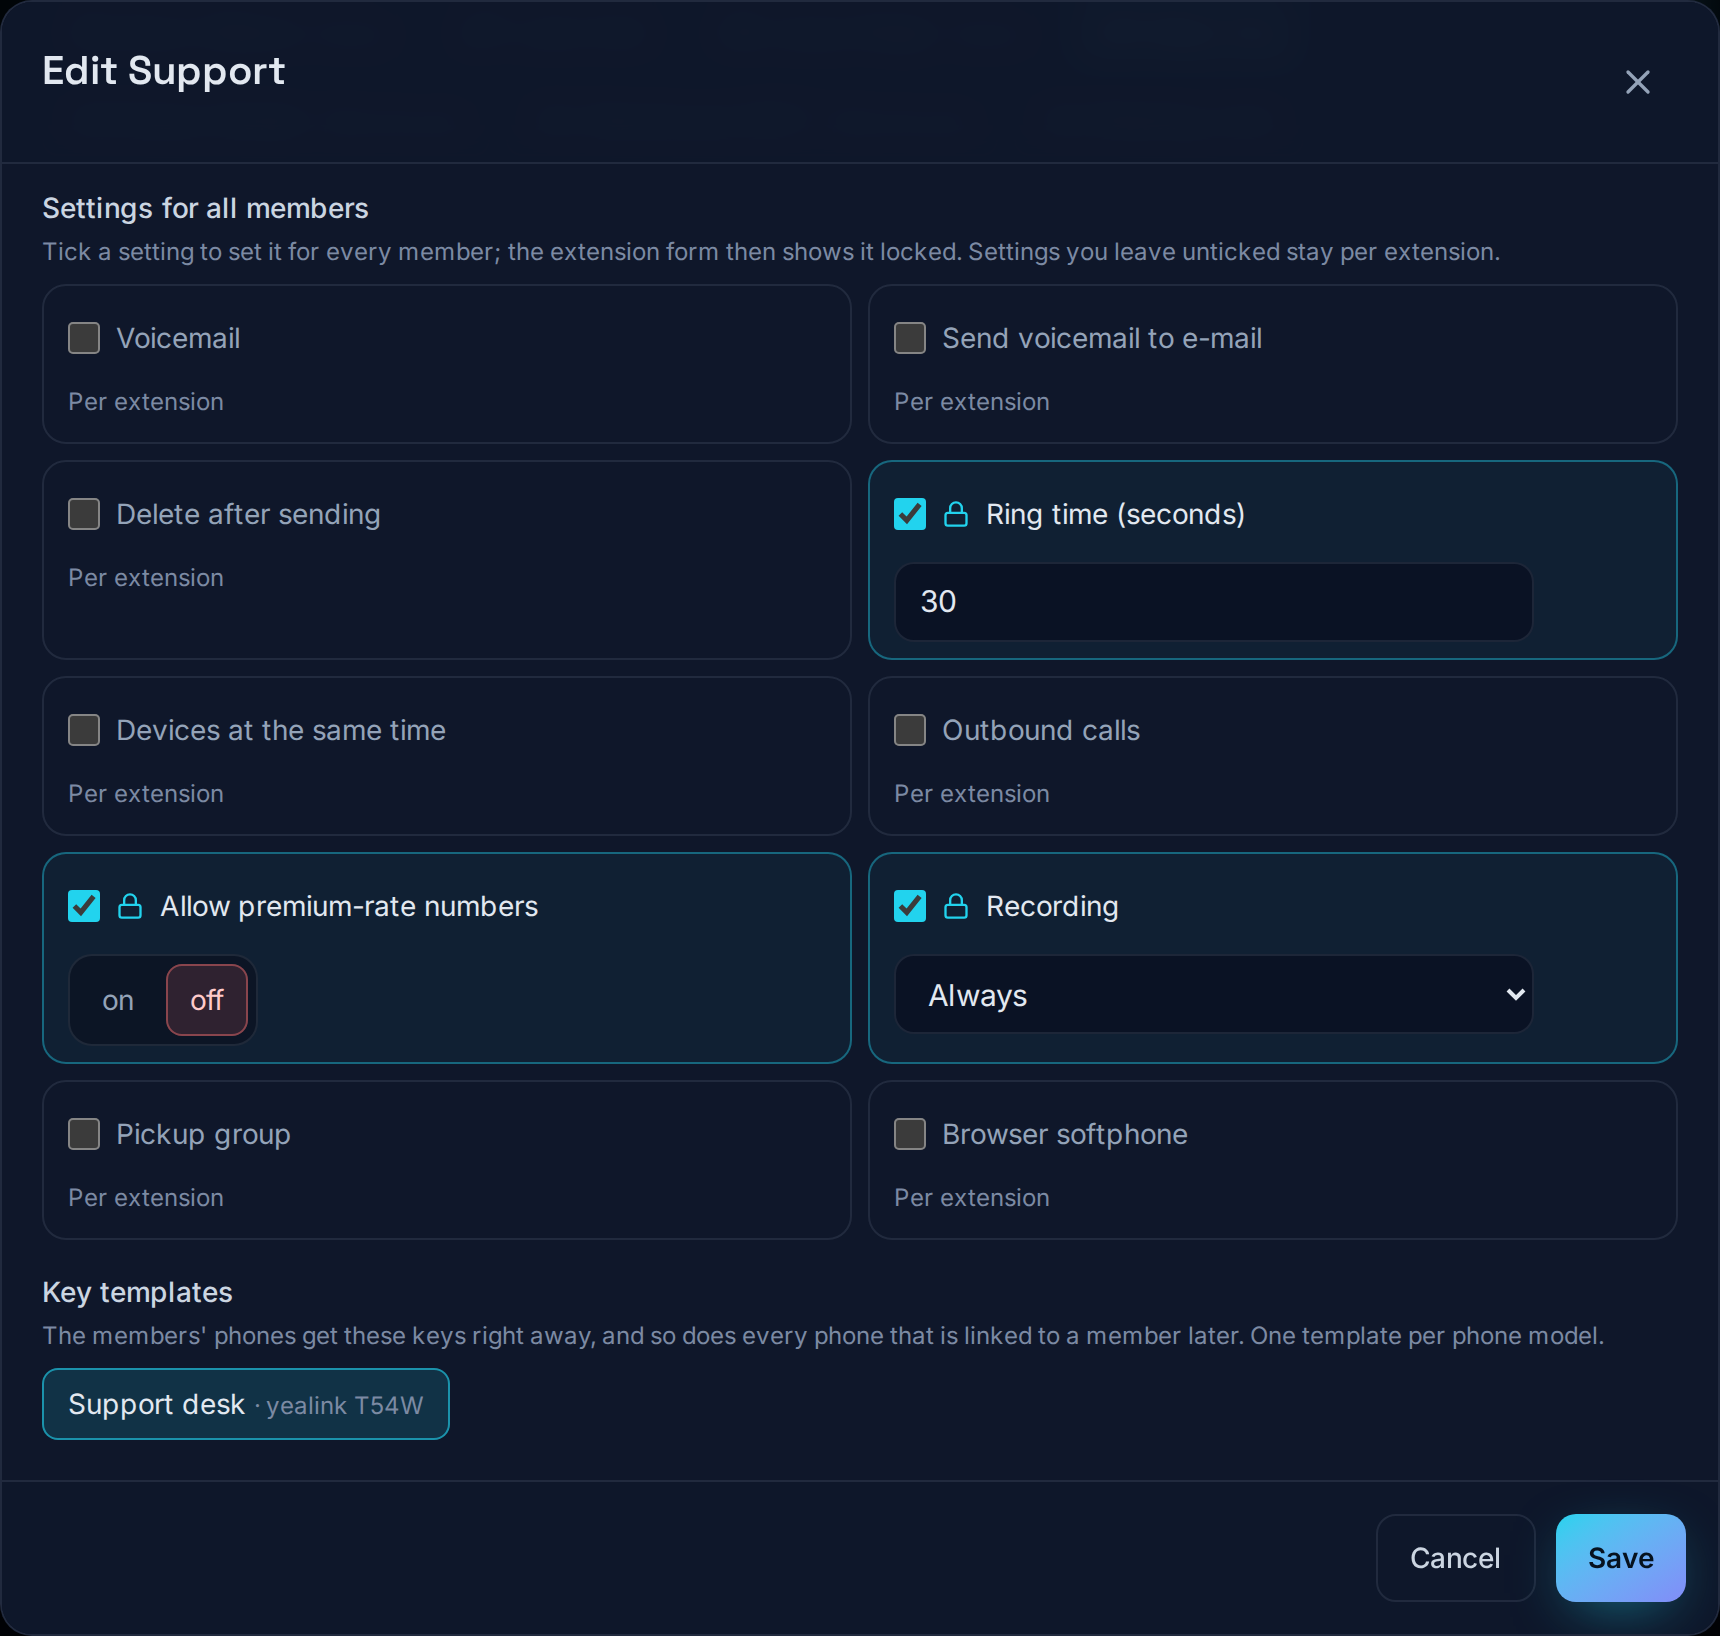 Edit Support
Settings for all members
Tick a setting to set it for every member; the extension form then shows it locked. Settings you leave unticked stay per extension.
Voicemail
Per extension
Send voicemail to e-mail
Per extension
Delete after sending
Per extension
Ring time (seconds)
30
Devices at the same time
Per extension
Outbound calls
Per extension
Allow premium-rate numbers
on off
Recording
Always
Pickup group
Per extension
Browser softphone
Per extension
Key templates
The members' phones get these keys right away, and so does every phone that is linked to a member later. One template per phone model.
Support desk · yealink T54W
Cancel Save